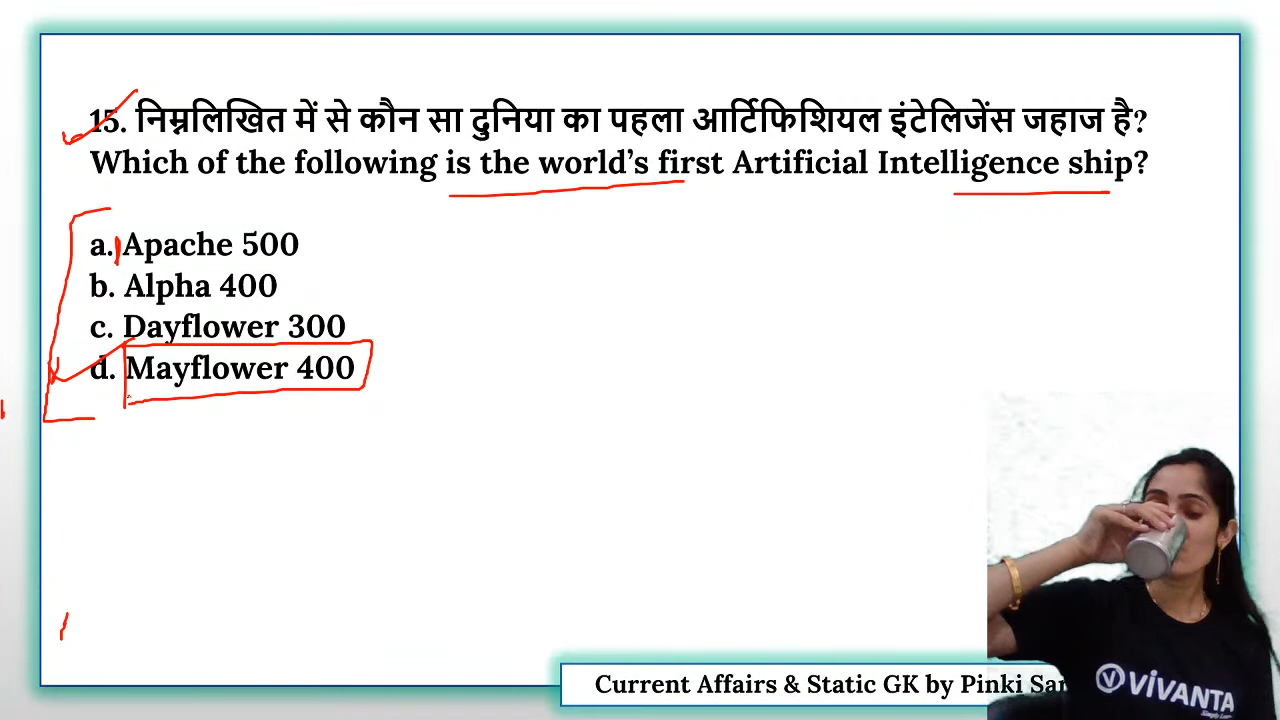 15. निम्नलिखित में से कौन सा दुनिया का पहला आर्टिफिशियल इंटेलिजेंस जहाज है?
Which of the following is the world’s first Artificial Intelligence ship?
a. Apache 500
b. Alpha 400
c. Dayflower 300
d. Mayflower 400
Current Affairs & Static GK by Pinki
VIVANTA